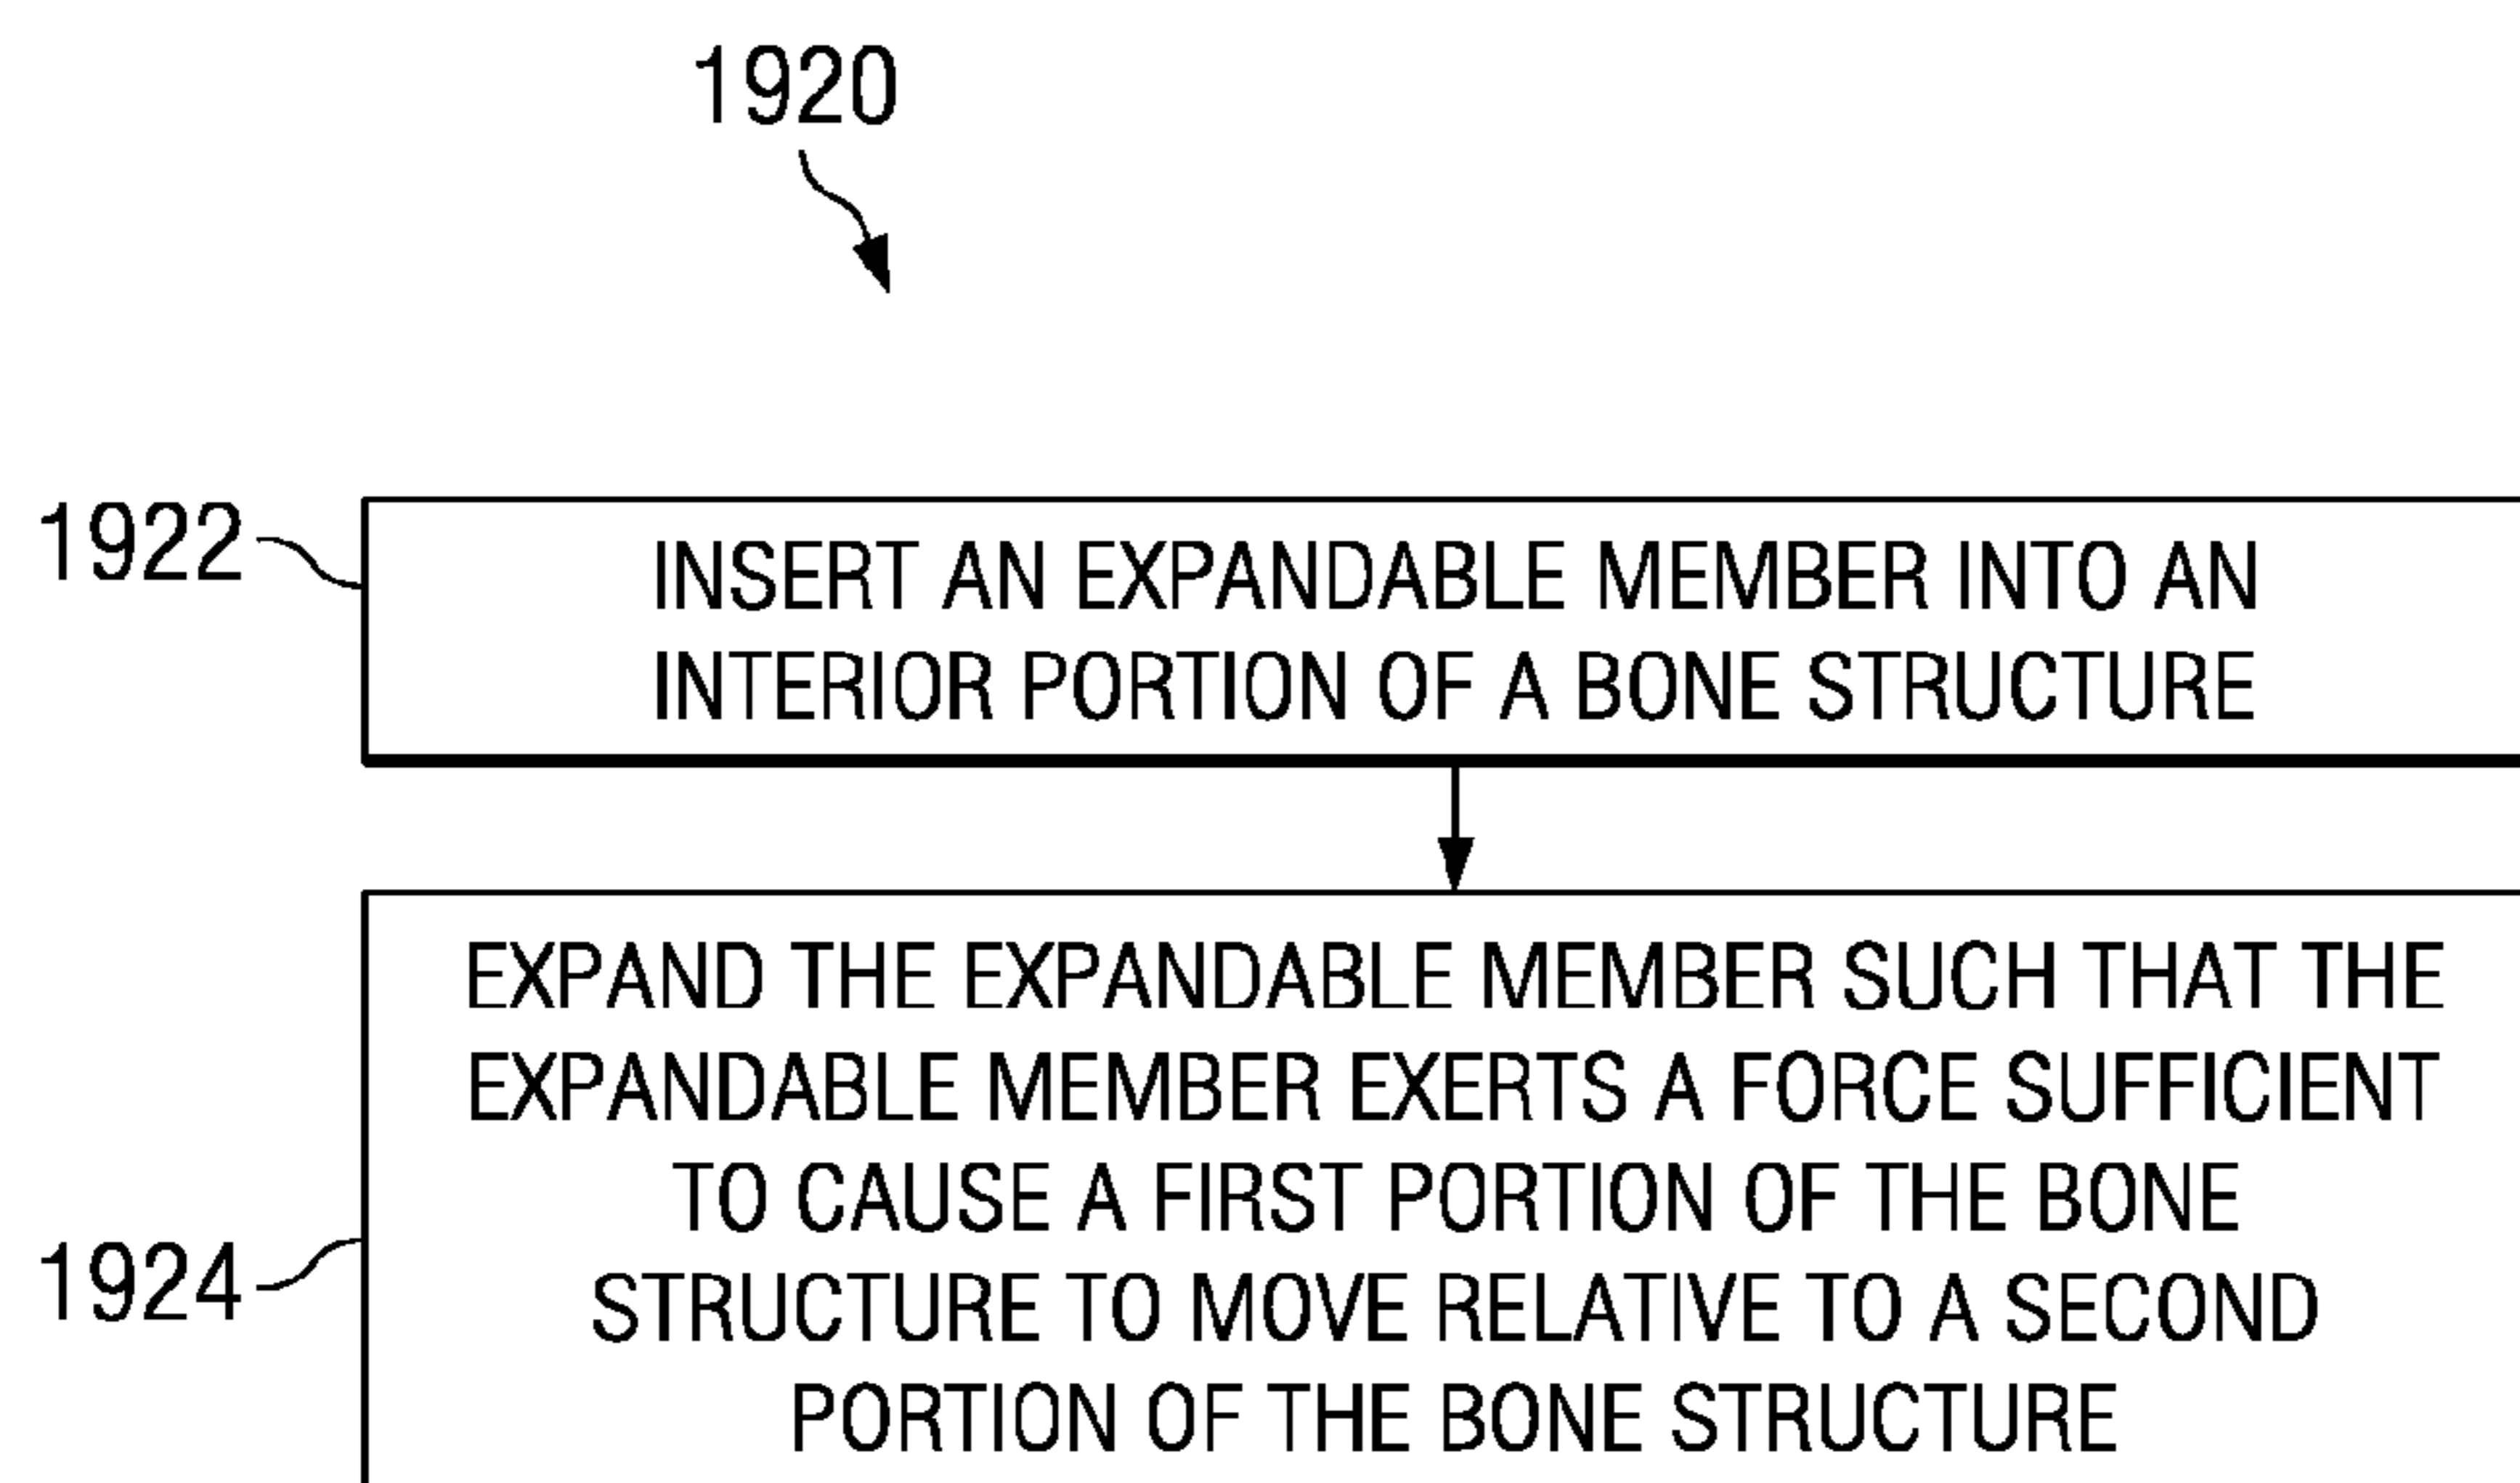 1920
1922
INSERT AN EXPANDABLE MEMBER INTO AN
INTERIOR PORTION OF A BONE STRUCTURE
EXPAND THE EXPANDABLE MEMBER SUCH THAT THE
EXPANDABLE MEMBER EXERTS A FORCE SUFFICIENT
TO CAUSE A FIRST PORTION OF THE BONE
1924
STRUCTURE TO MOVE RELATIVE TO A SECOND
PORTION OF THE BONE STRUCTURE